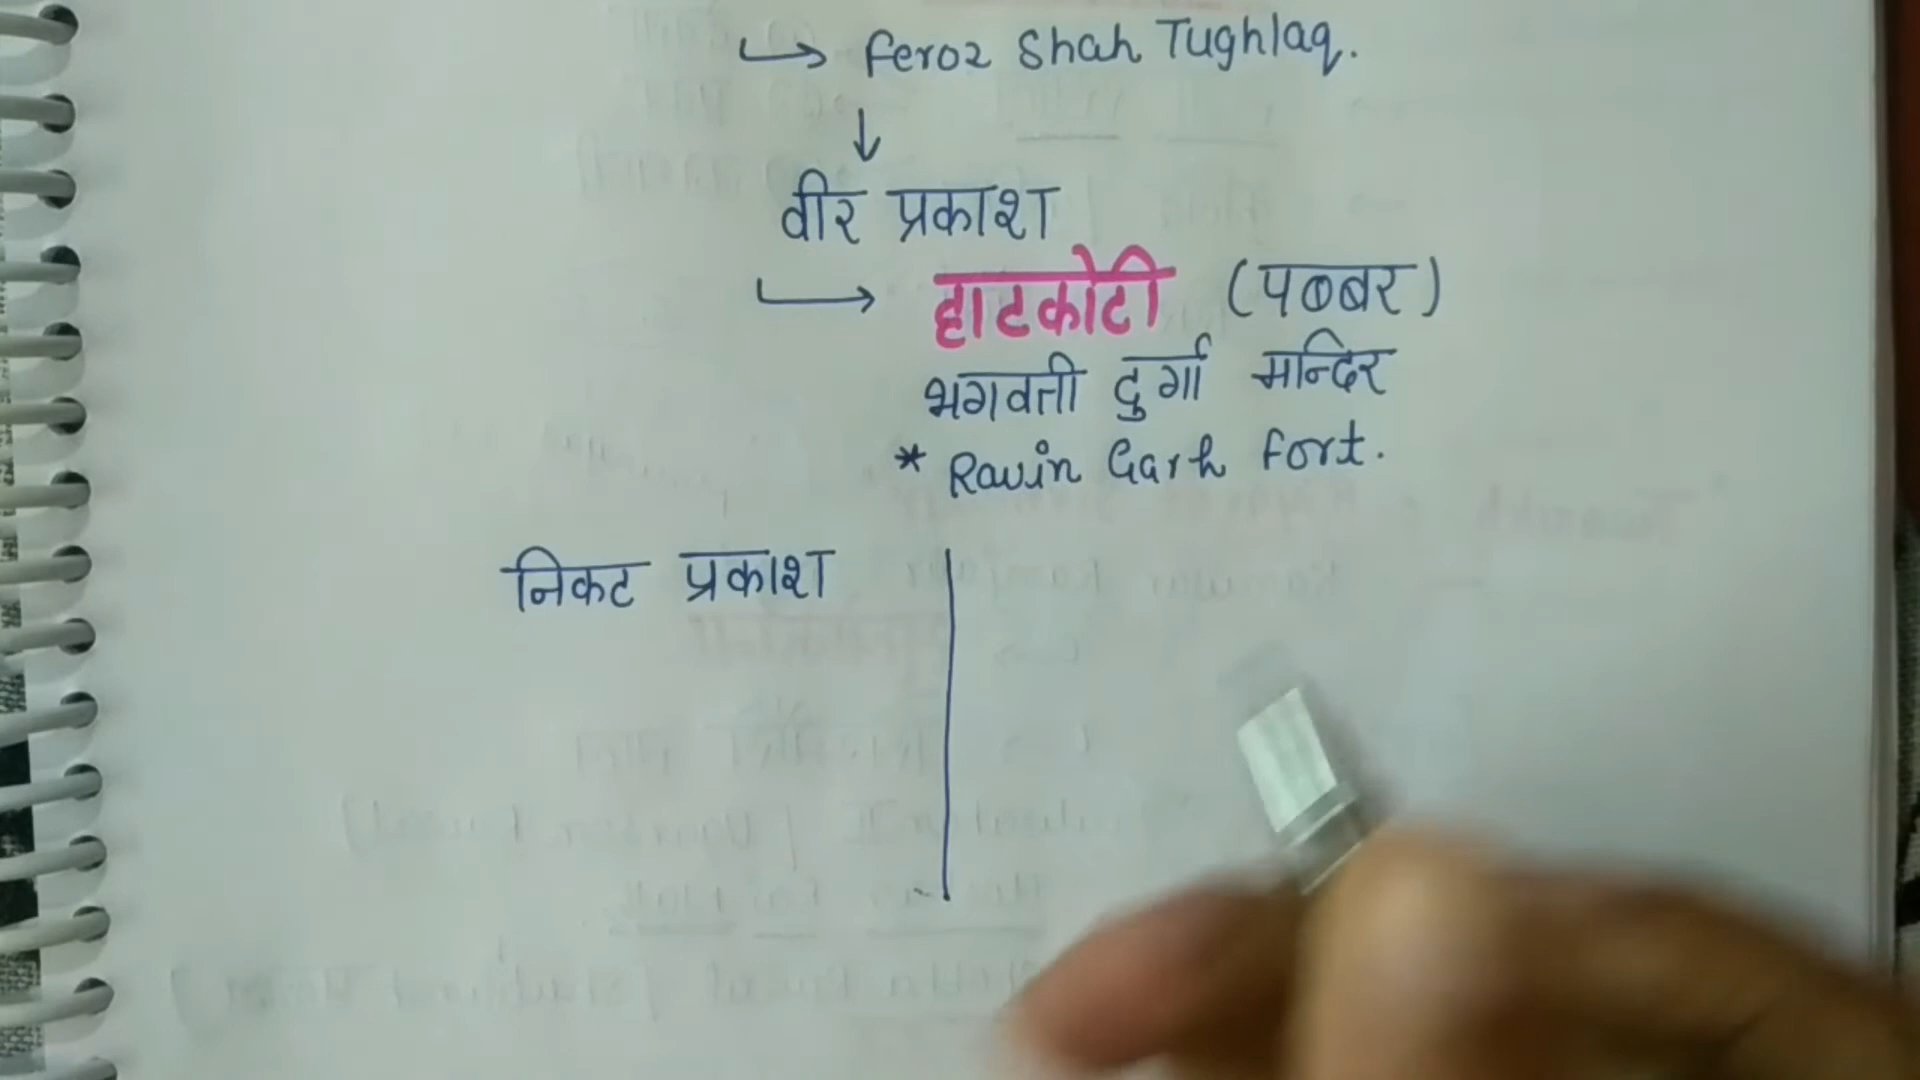 ↳ Feroz Shah Tughlaq.
↓
वीर प्रकाश
↳ हाटकोटी (पब्बर)
भगवती दुर्गा मन्दिर
* Ravin Garh Fort.
निकट प्रकाश